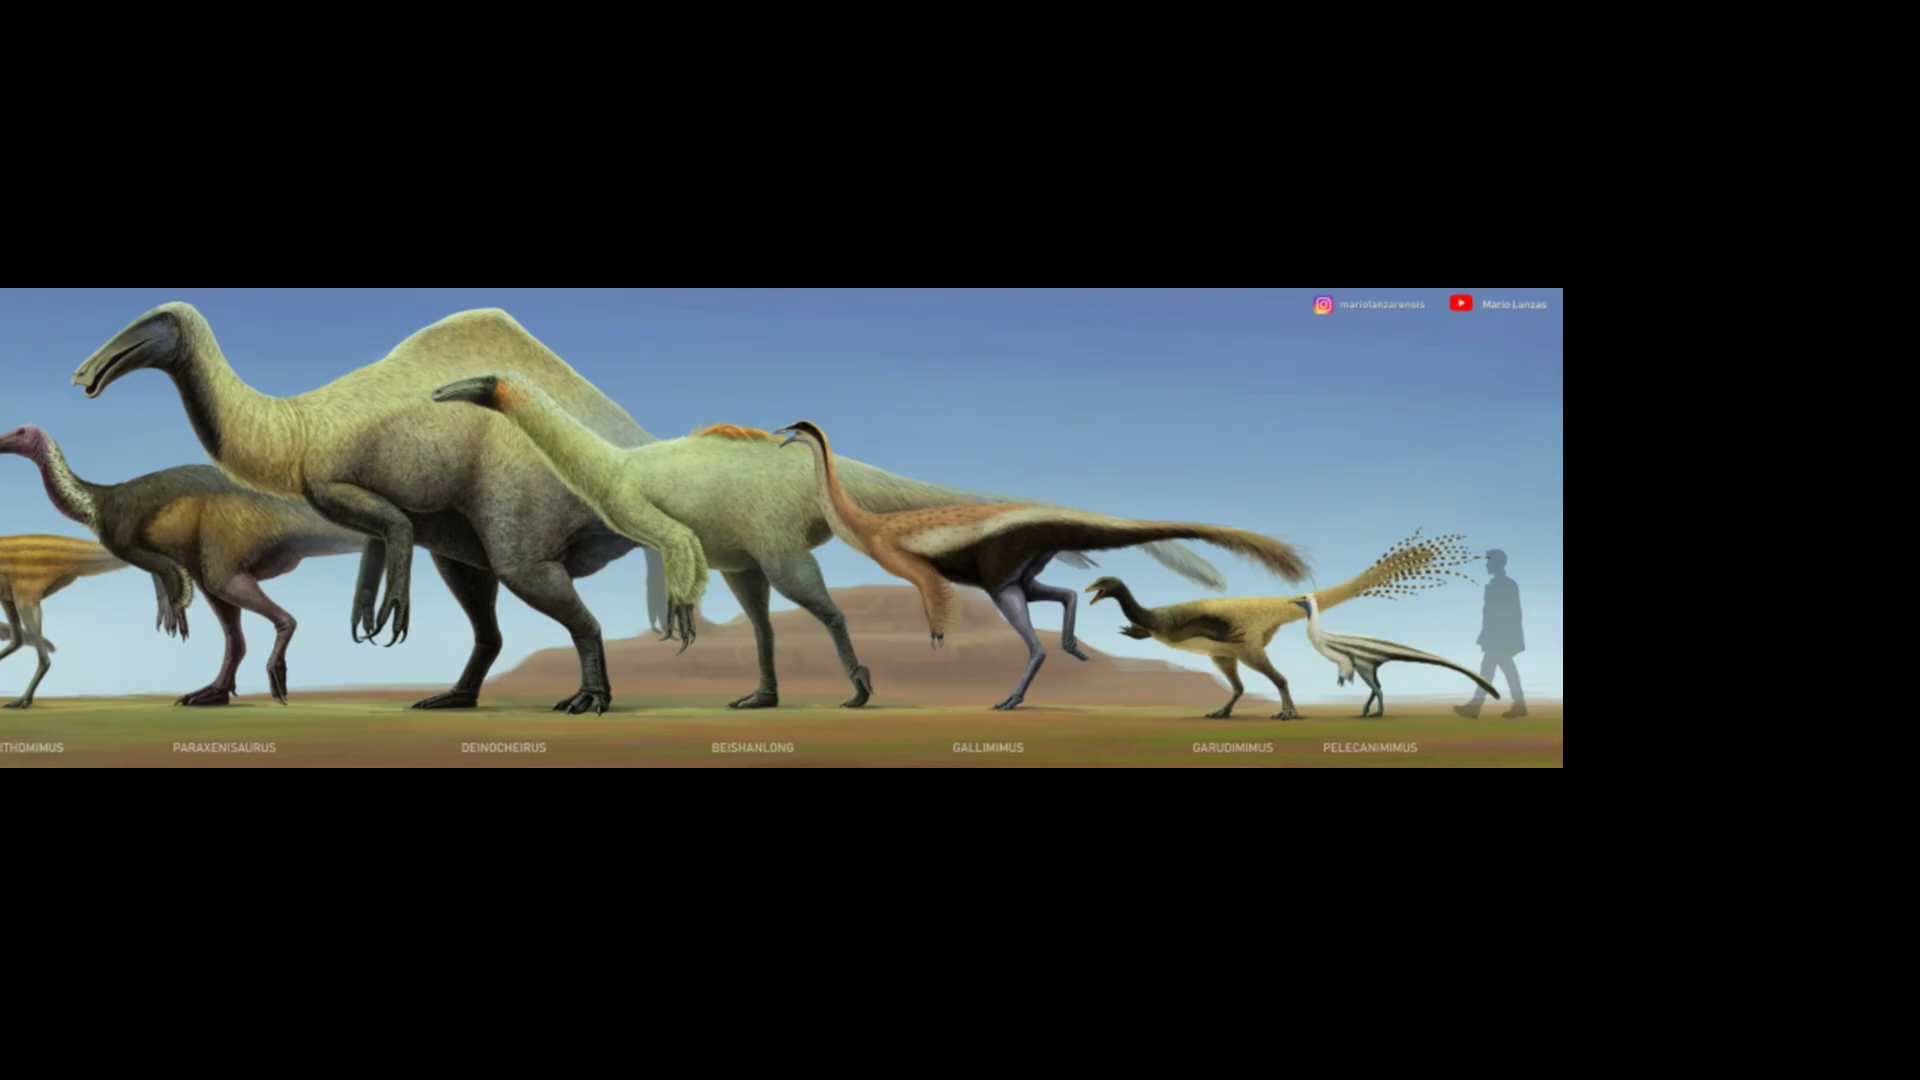 mariolanzarensis Mario Lanzas
ITHOMIMUS PARAXENISAURUS DEINOCHEIRUS BEISHANLONG GALLIMIMUS GARUDIMIMUS PELECANIMIMUS